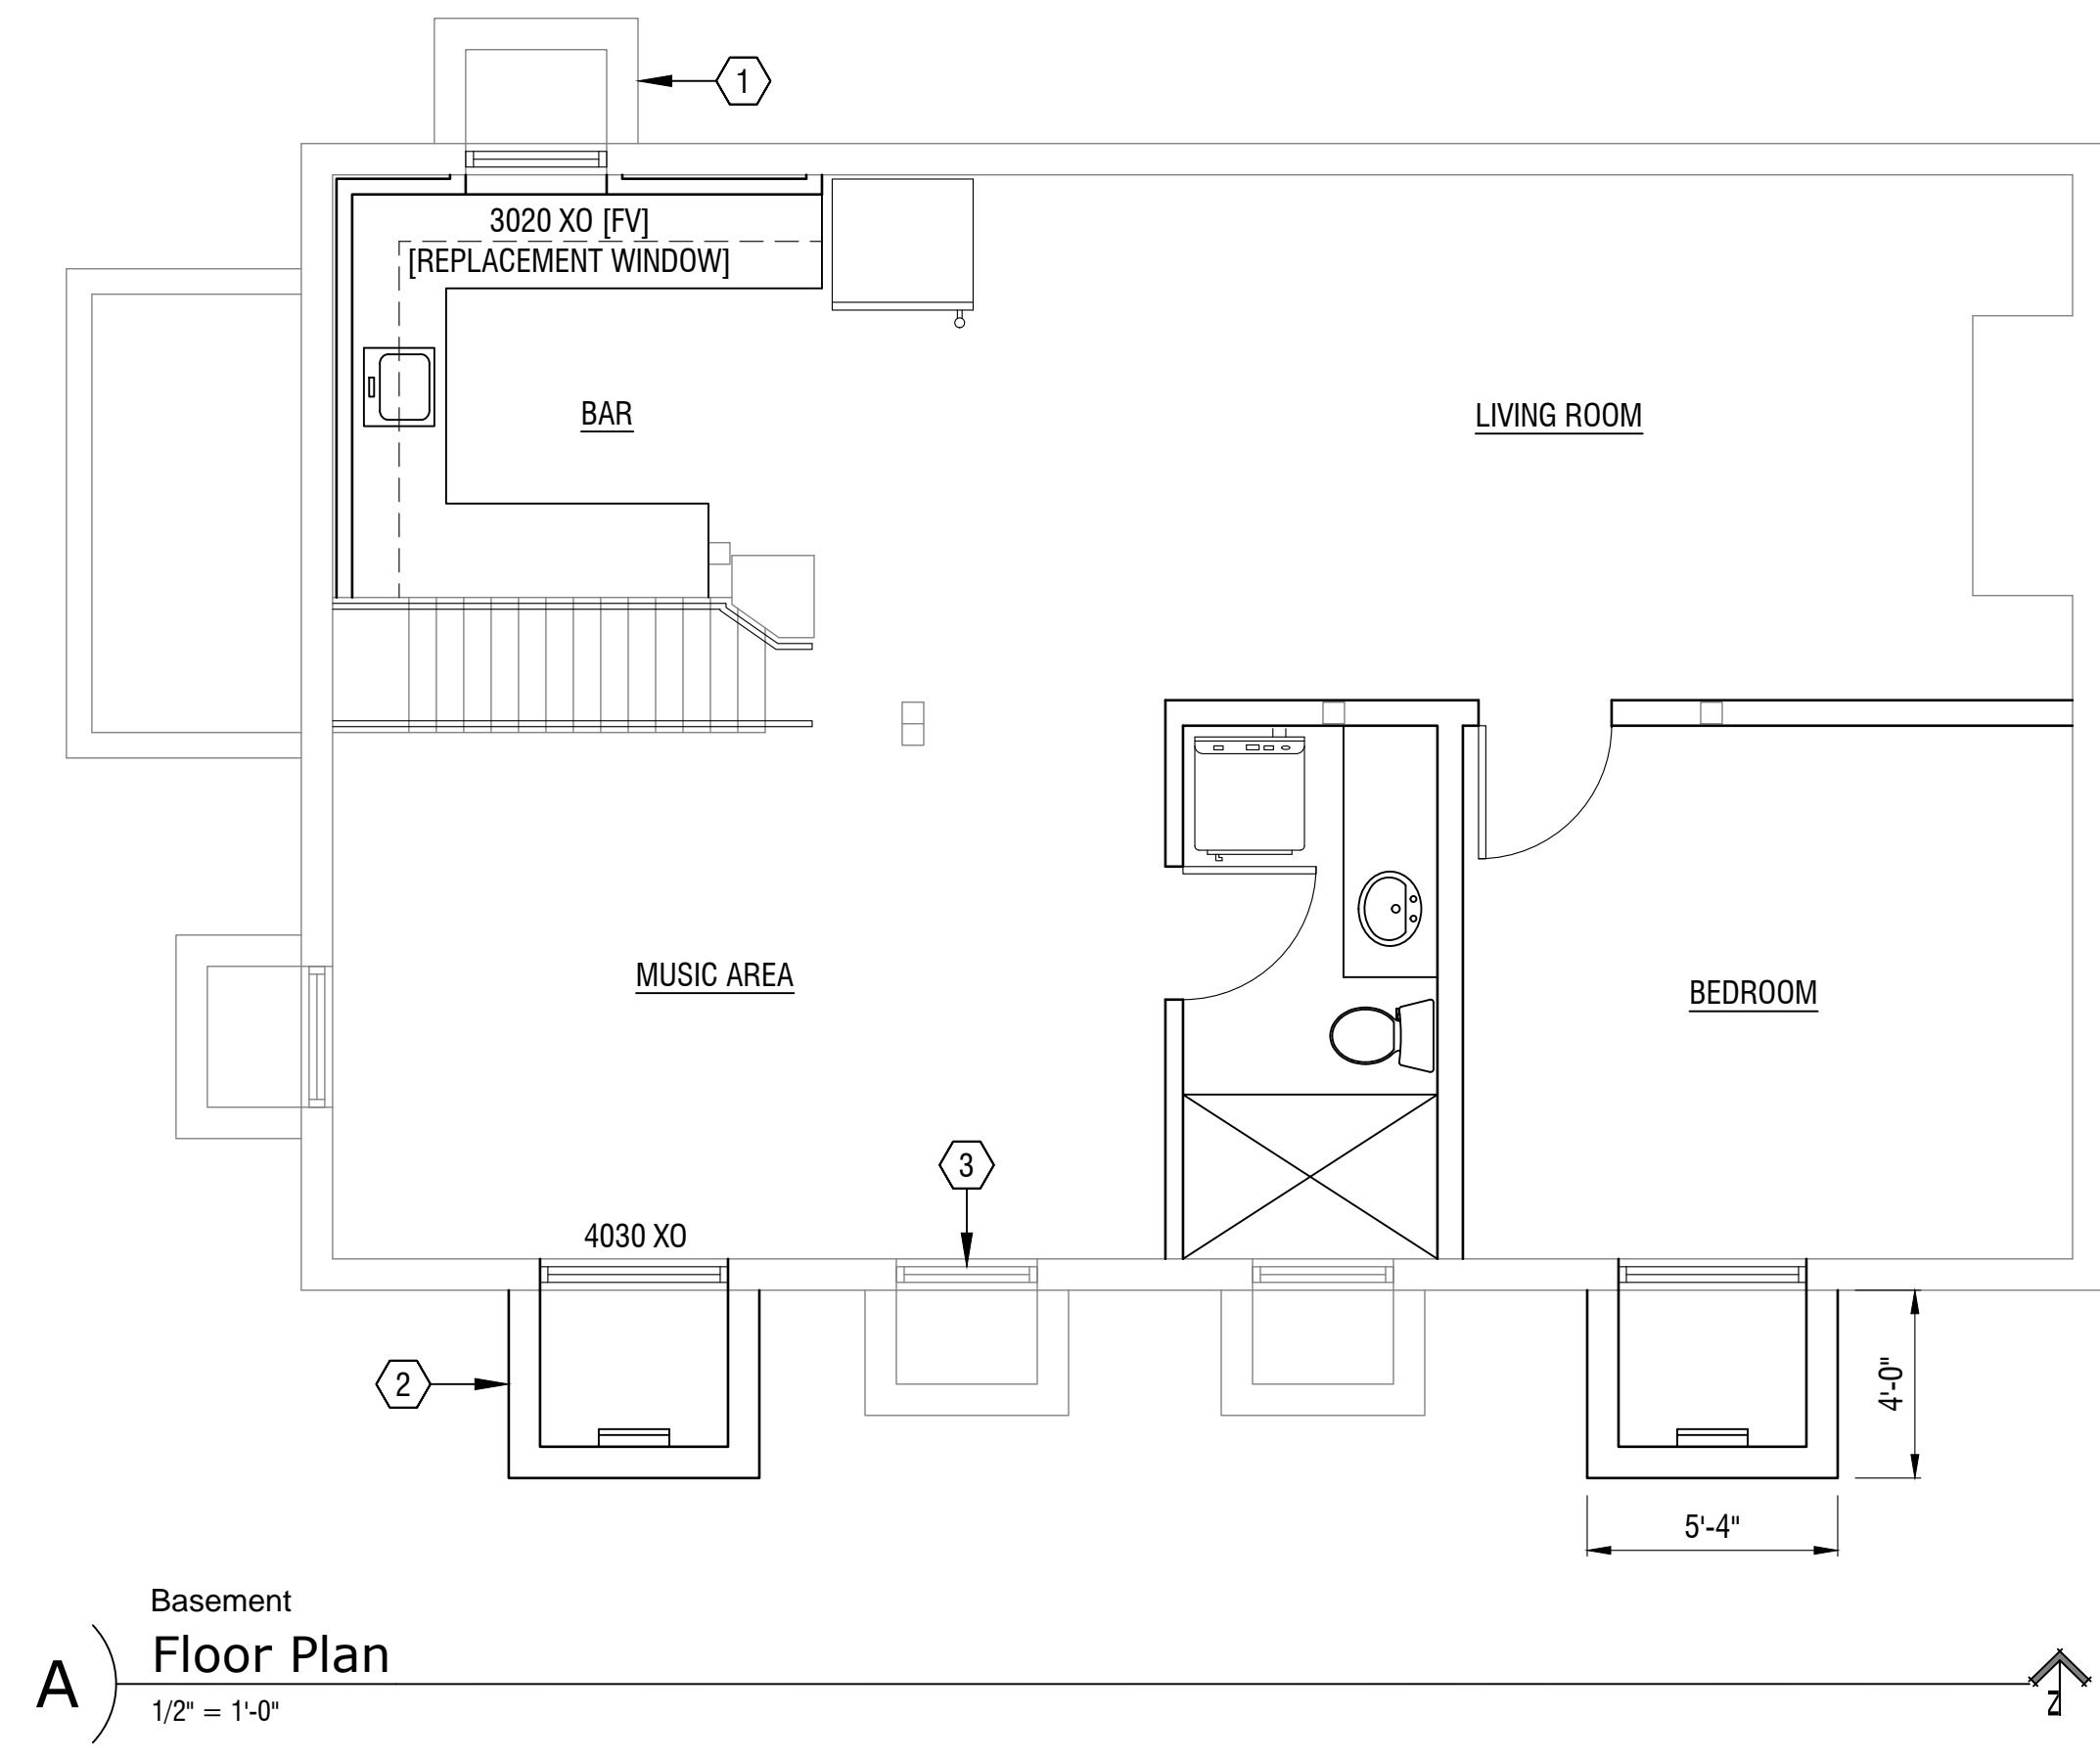 1
3020 XO [FV]
[REPLACEMENT WINDOW]
BAR
LIVING ROOM
MUSIC AREA
BEDROOM
3
4030 XO
2
4'-0"
5'-4"
Basement
Floor Plan
A
1/2" = 1'-0"
N